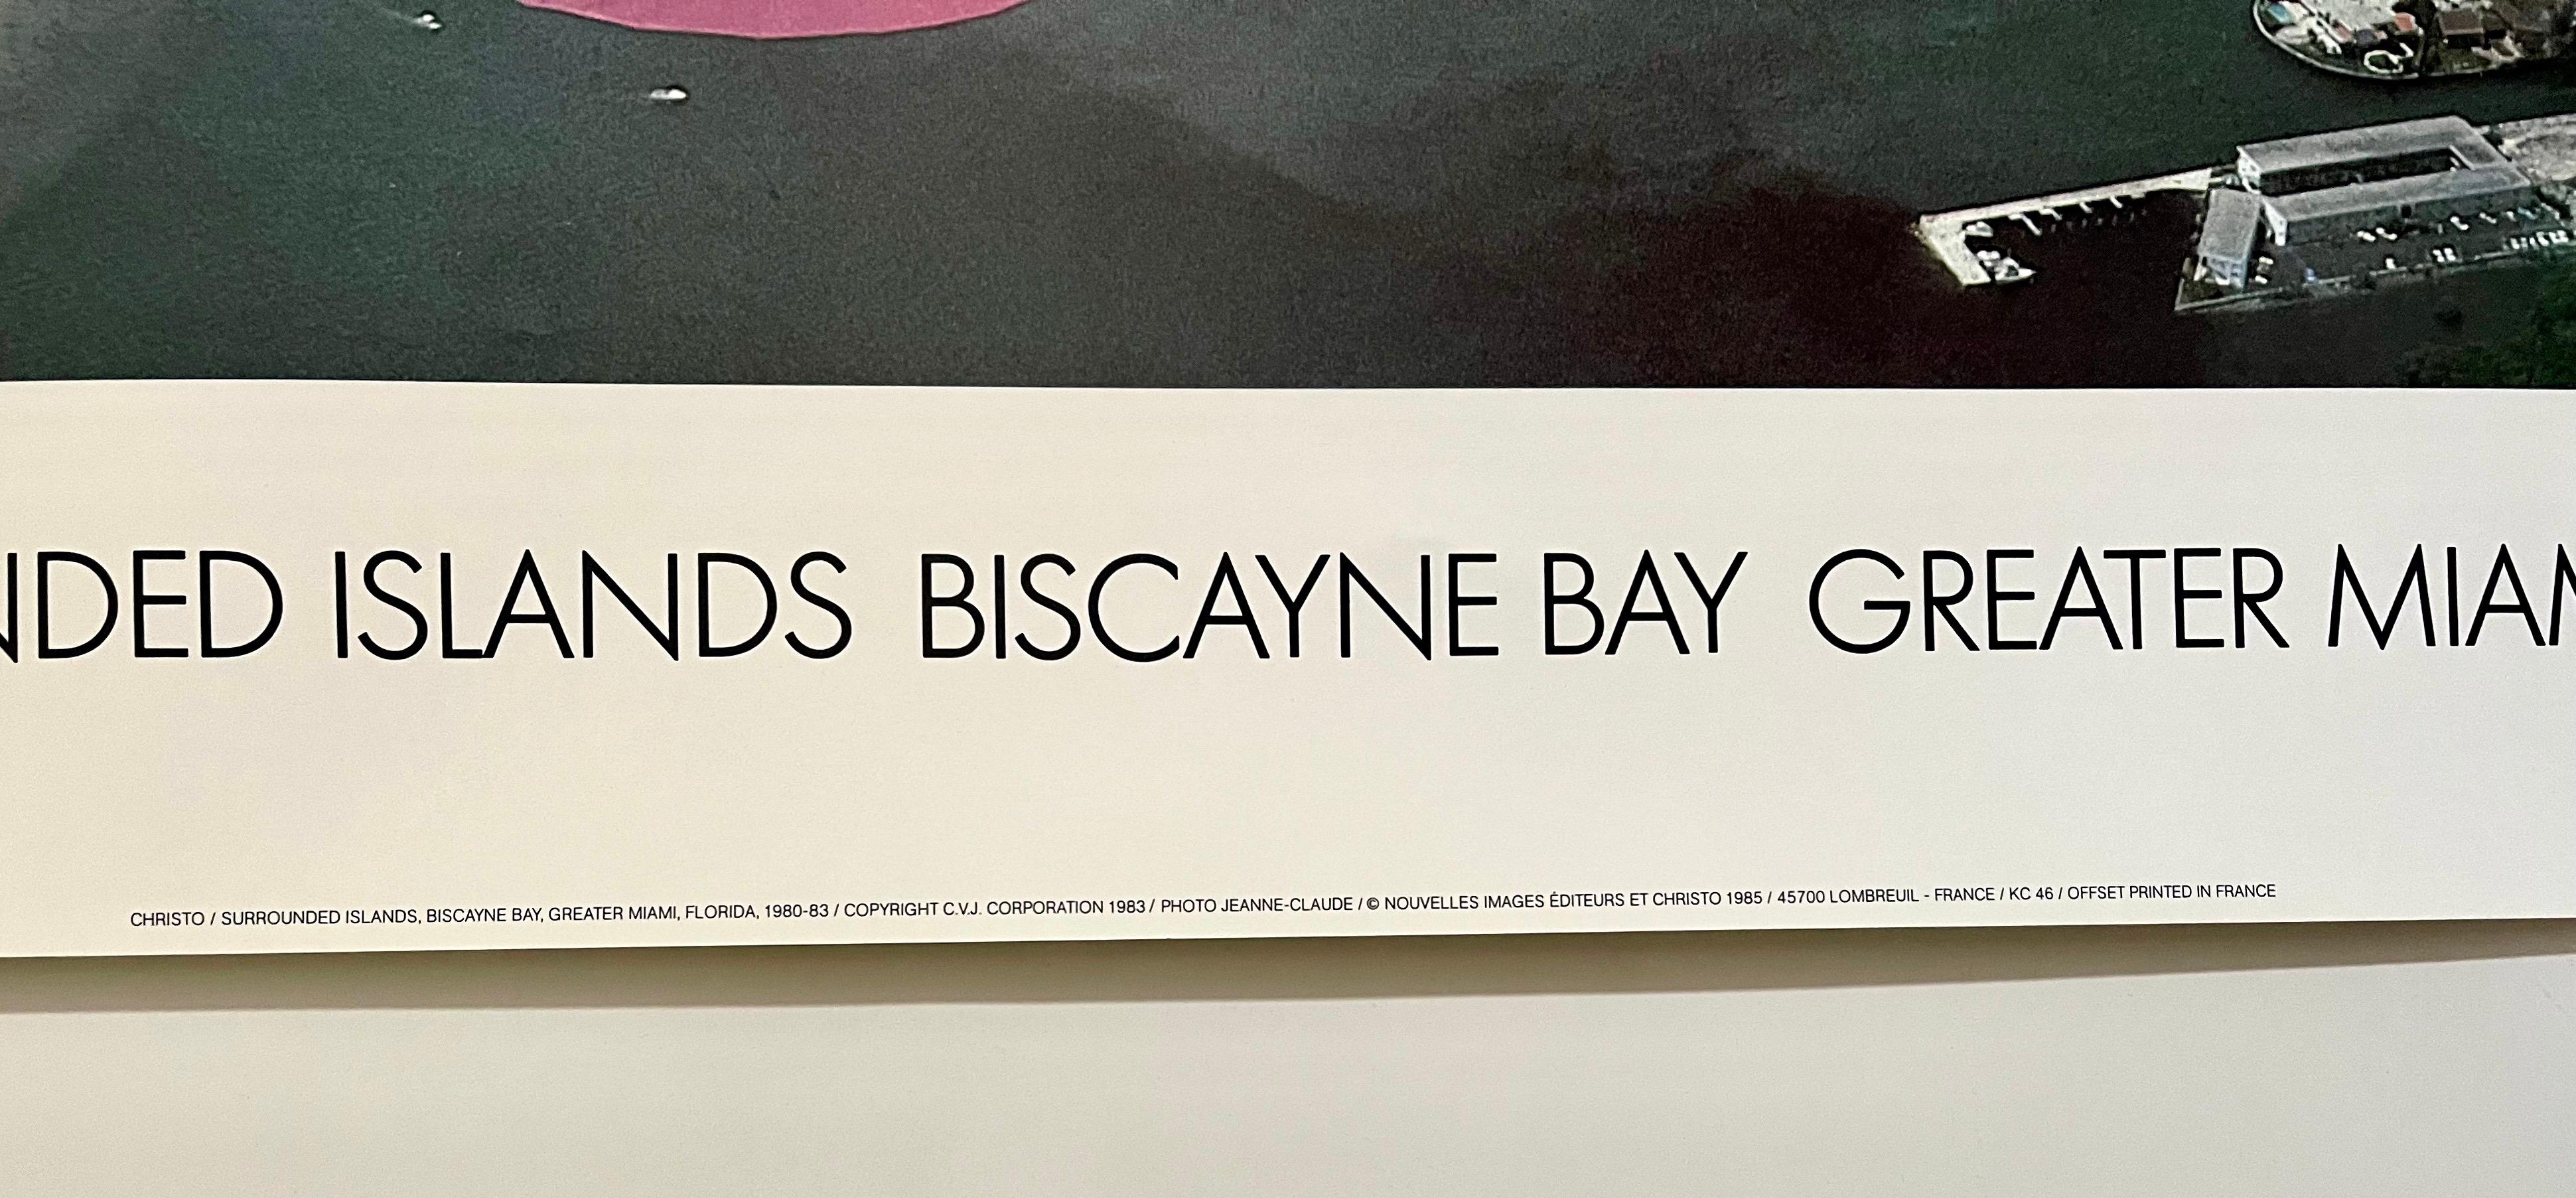 NDED ISLANDS BISCAYNE BAY GREATER MIAM
CHRISTO / SURROUNDED ISLANDS, BISCAYNE BAY, GREATER MIAMI, FLORIDA, 1980-83 / COPYRIGHT C.V.J. CORPORATION 1983 / PHOTO JEANNE-CLAUDE / © NOUVELLES IMAGES ÉDITEURS ET CHRISTO 1985 / 45700 LOMBREUIL - FRANCE / KC 46 / OFFSET PRINTED IN FRANCE